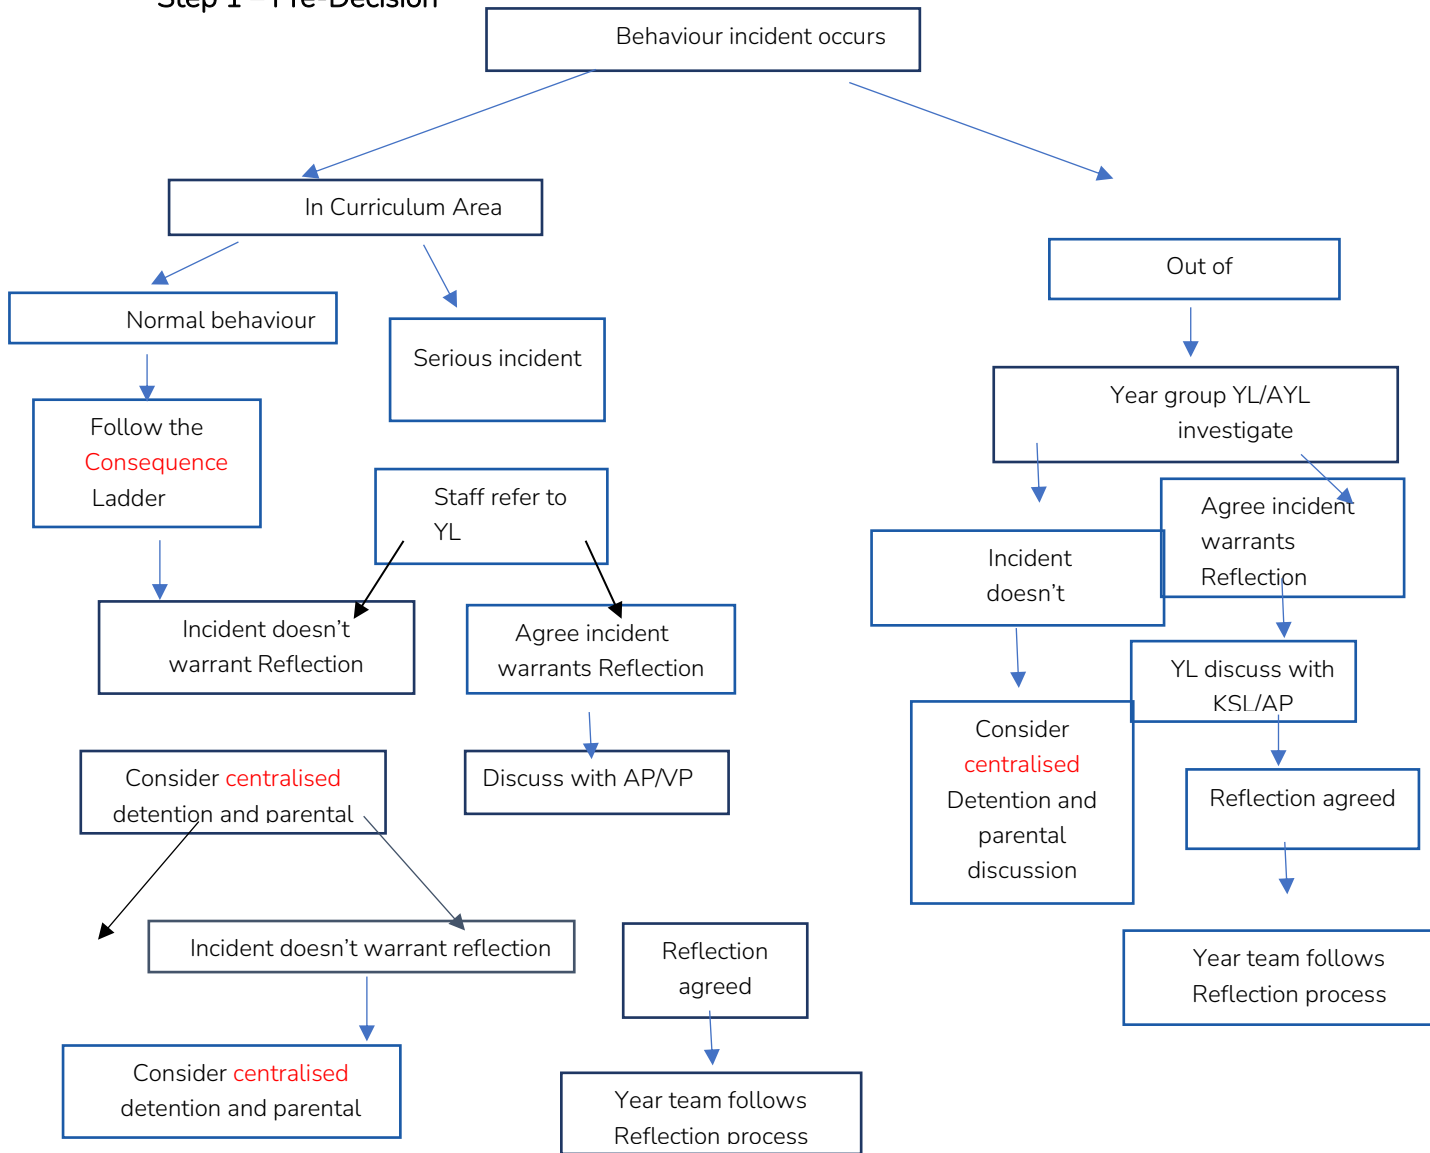 Step 1 – Pre-Decision
Behaviour incident occurs
In Curriculum Area
Out of
Normal behaviour
Serious incident
Year group YL/AYL
investigate
Follow the
Consequence
Ladder
Staff refer to
YL
Agree incident
warrants
Reflection
Incident
doesn't
Incident doesn't
warrant Reflection
Agree incident
warrants Reflection
YL discuss with
KSL/AP
Consider centralised
detention and parental
Discuss with AP/VP
Consider
centralised
Detention and
parental
discussion
Reflection agreed
Incident doesn't warrant reflection
Reflection
agreed
Year team follows
Reflection process
Consider centralised
detention and parental
Year team follows
Reflection process